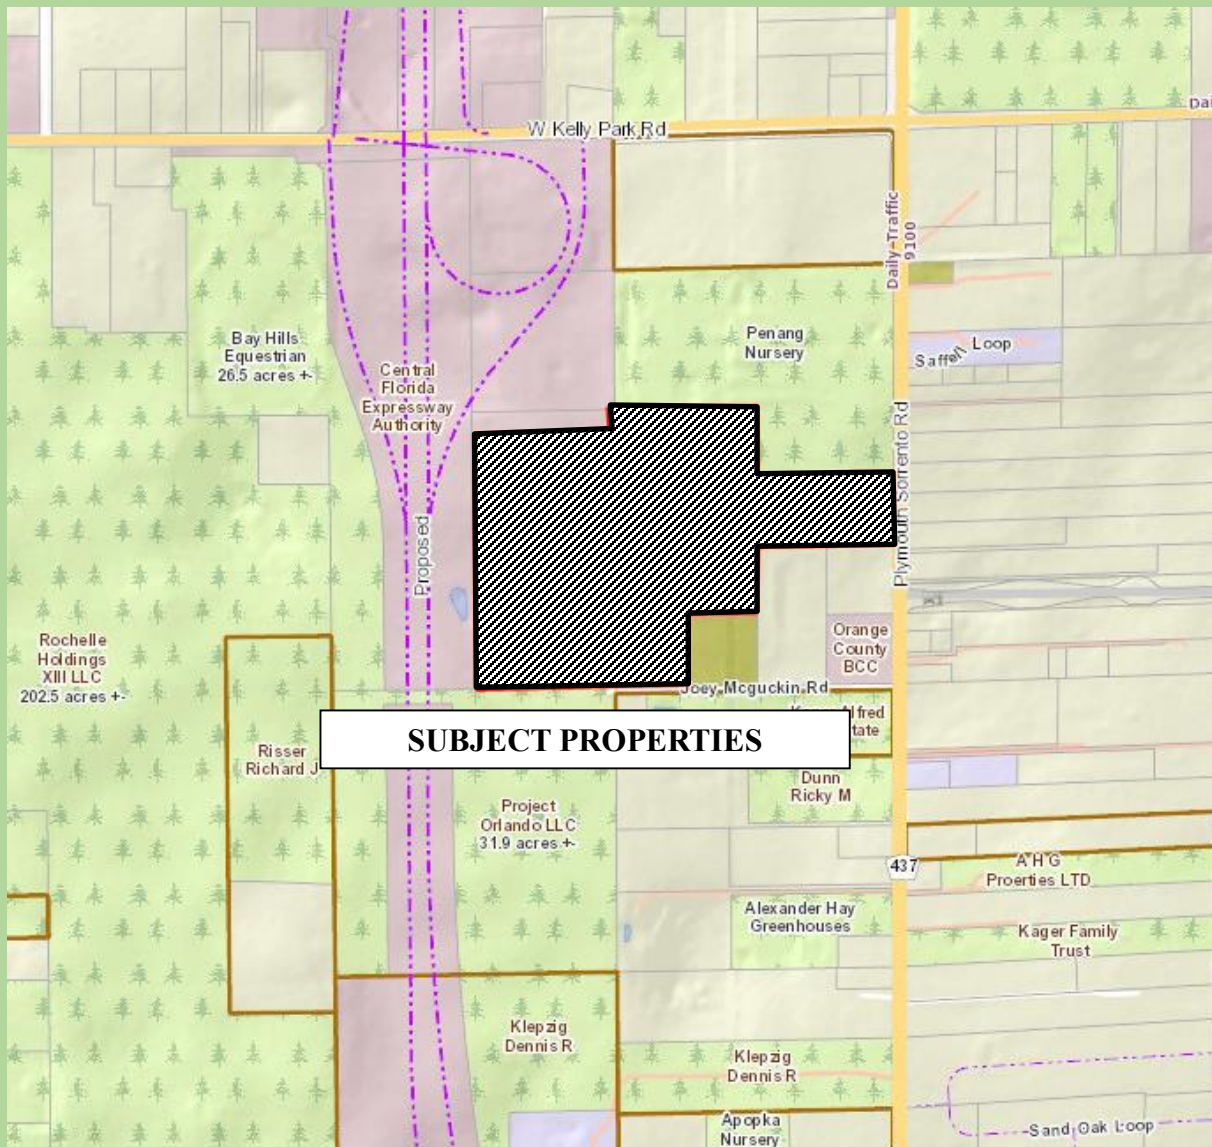 Dai
W Kelly Park Rd
Daily Traffic
9100
Bay Hills
Equestrian
26.5 acres +-
Penang
Nursery
Loop
Saffell
Central
Florida
Expressway
Authority
Plymouth Sorrento Rd
Proposed
Rochelle
Holdings
XIII LLC
202.5 acres +-
Orange
County
BCC
Joey Mcguckin Rd
lfred
tate
SUBJECT PROPERTIES
Risser
Richard J
Dunn
Ricky M
Project
Orlando LLC
31.9 acres +-
437
A H G
Proerties LTD
Alexander Hay
Greenhouses
Kager Family
Trust
Klepzig
Dennis R
Klepzig
Dennis R
Apopka
Nursery
Sand Oak Loop